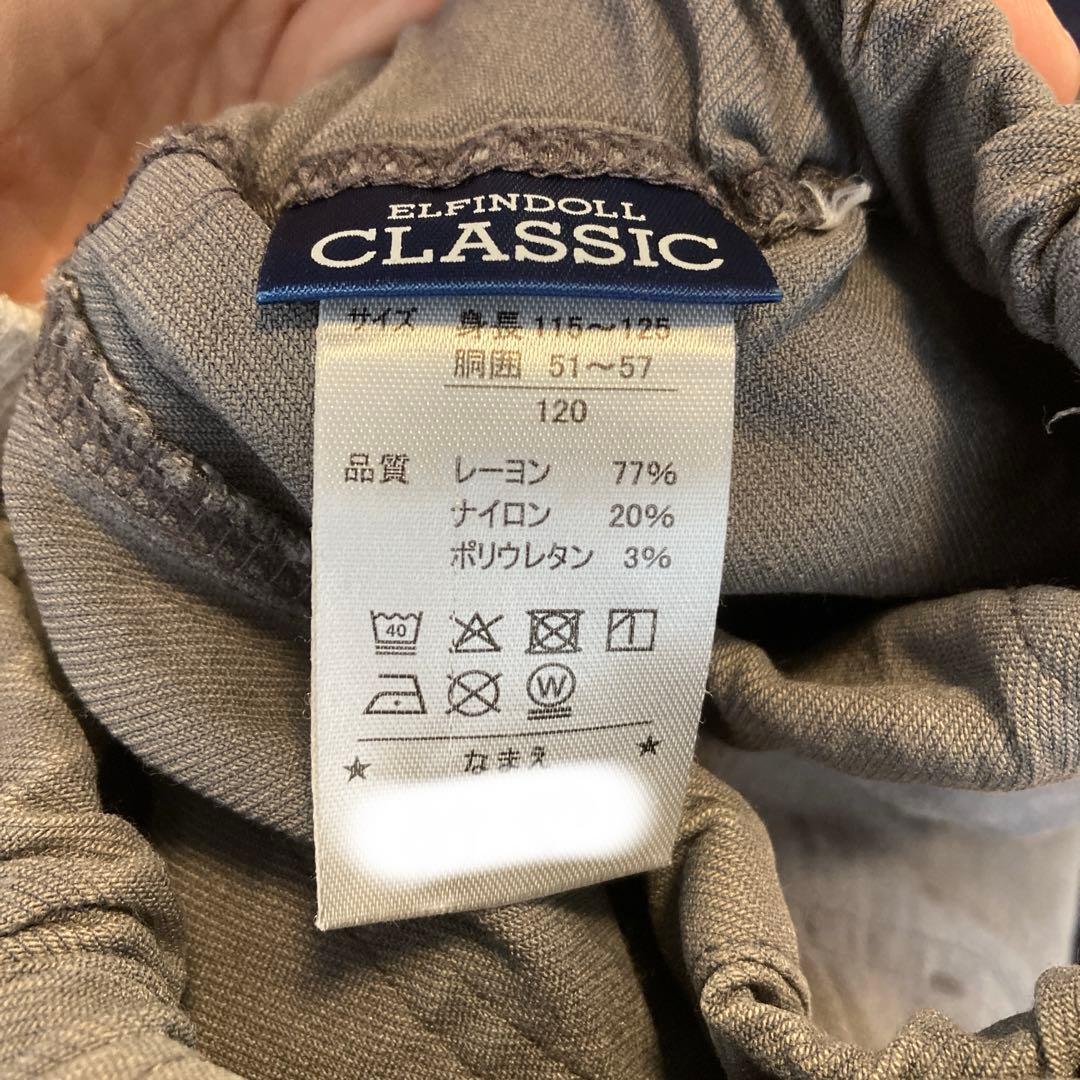 ELFINDOLL
CLASSIC
サイズ 身長 115～125
胴囲 51～57
120
品質 レーヨン 77%
ナイロン 20%
ポリウレタン 3%
40
W
★ なまえ ★